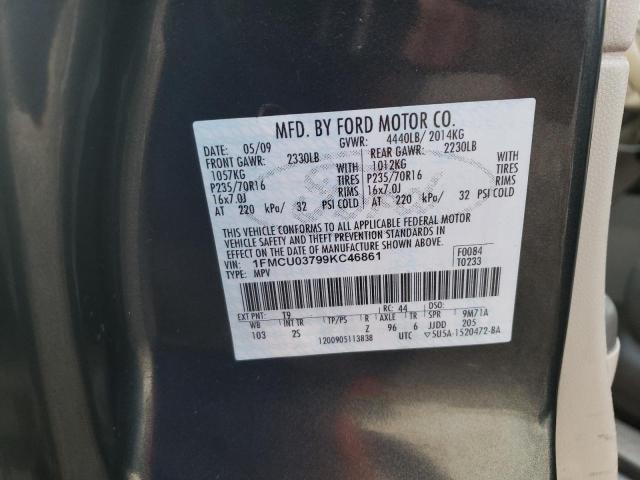 MFD. BY FORD MOTOR CO.
DATE: 05/09 GVWR: 4440LB/ 2014KG
FRONT GAWR: 2330LB REAR GAWR: 2230LB
1057KG WITH 1012KG WITH
P235/70R16 TIRES P235/70R16 TIRES
16x7.0J RIMS 16x7.0J RIMS
AT 220 kPa/ 32 PSI COLD AT 220 kPa/ 32 PSI COLD
THIS VEHICLE CONFORMS TO ALL APPLICABLE FEDERAL MOTOR
VEHICLE SAFETY AND THEFT PREVENTION STANDARDS IN
EFFECT ON THE DATE OF MANUFACTURE SHOWN ABOVE.
VIN: 1FMCU03799KC46861 F0084
TYPE: MPV T0233
EXT PNT: T9 RC: 44 DSO:
WB INT TR TP/PS R AXLE TR SPR 9M71A
103 2S Z 96 6 JJDD 205
1200905113838 UTC 5U5A-1520472-BA